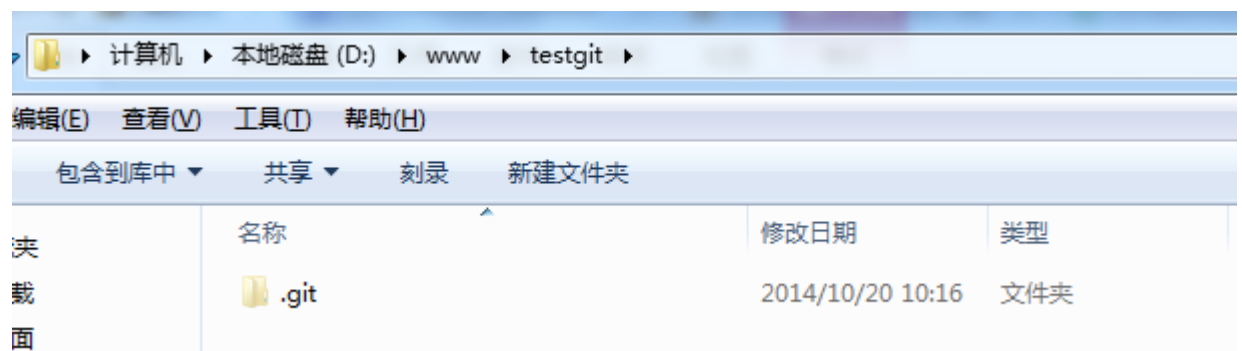 计算机 本地磁盘 (D:) www testgit
编辑(E) 查看(V) 工具(T) 帮助(H)
包含到库中 共享 刻录 新建文件夹
名称 修改日期 类型
夹
载
.git 2014/10/20 10:16 文件夹
面